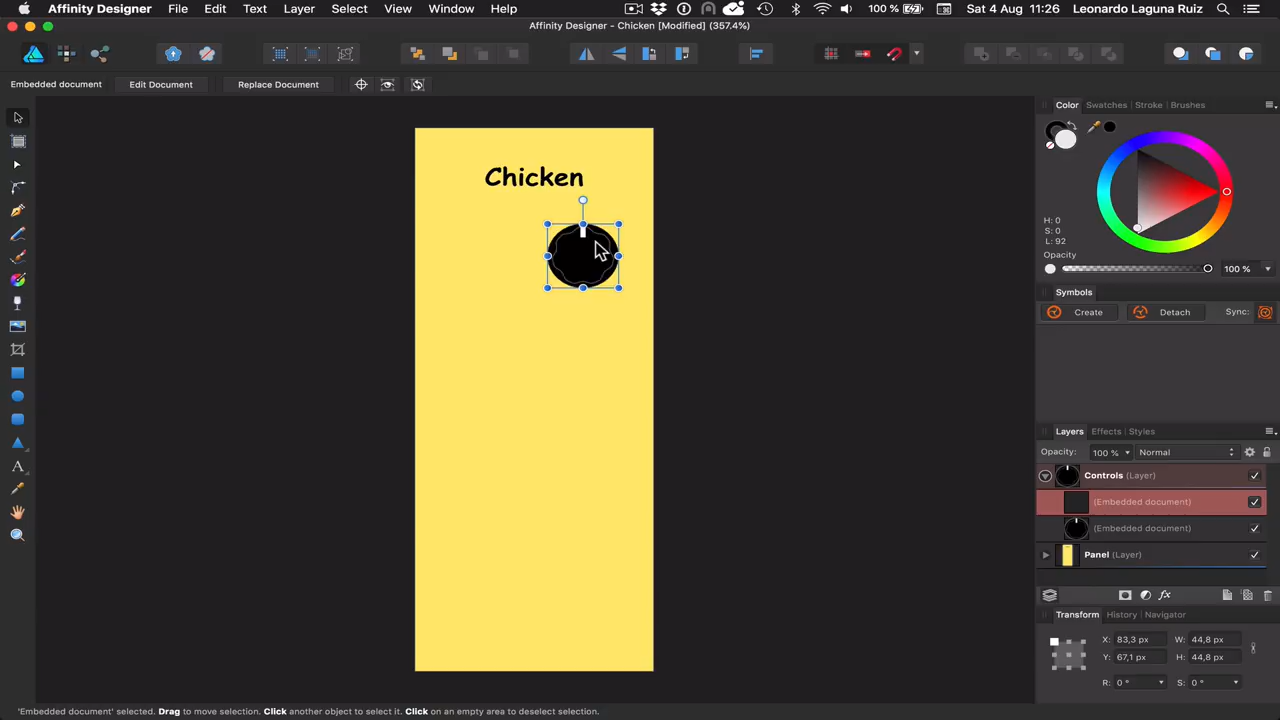 Affinity Designer File Edit Text Layer Select Arrange View Window Help 100 % Sat 4 Aug 11:26 Leonardo Laguna Ruiz
Affinity Designer - Chicken [Modified] (357.4%)
Embedded document Edit Document Replace Document
Color Swatches Stroke Brushes
H: 0
S: 0
L: 92
Opacity
100 %
Symbols
Create Detach Sync:
Chicken
Layers Effects Styles
Opacity: 100 % Normal
Controls (Layer)
(Embedded document)
(Embedded document)
Panel (Layer)
fx
Transform History Navigator
X: 83,3 px W: 44,8 px
Y: 67,1 px H: 44,8 px
R: 0 ° S: 0 °
'Embedded document' selected. Drag to move selection. Click another object to select it. Click on an empty area to deselect selection.